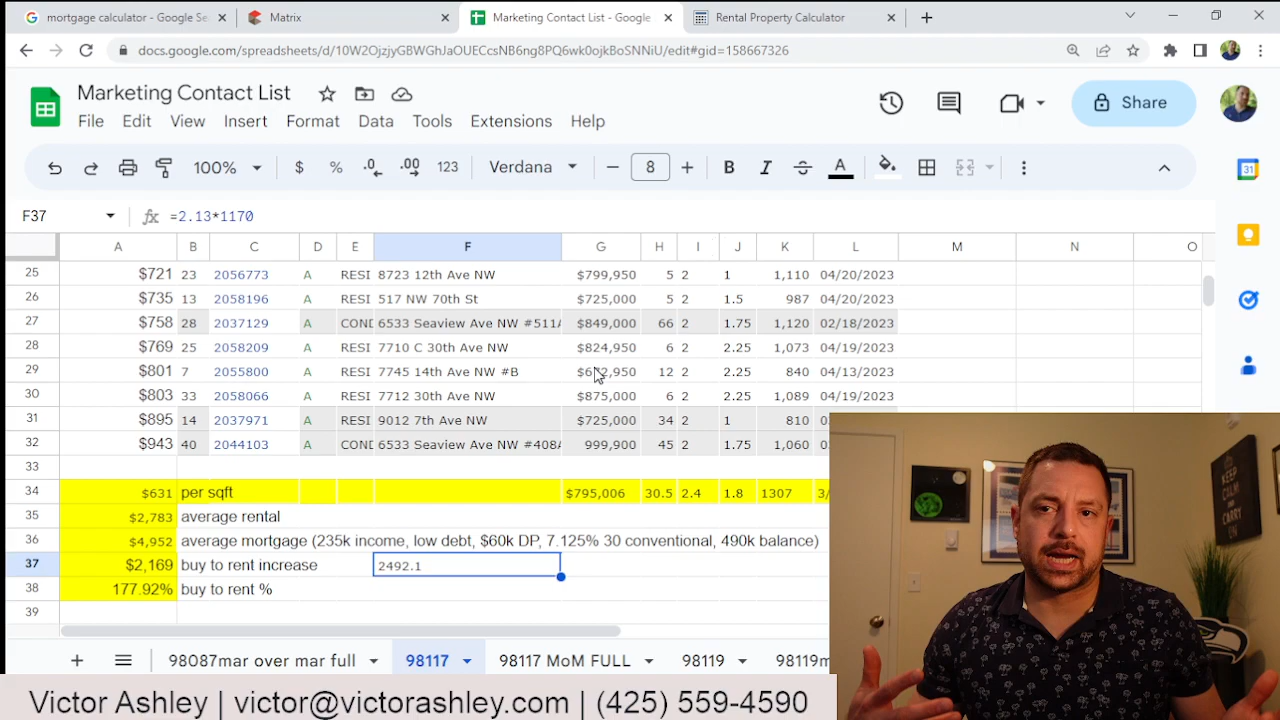 mortgage calculator - Google Se
Matrix
Marketing Contact List - Google
Rental Property Calculator
docs.google.com/spreadsheets/d/10W2OjzjyGBWGhJaOUECcsNB6ng8PQ6wk0ojkBoSNNiU/edit#gid=158667326
Marketing Contact List
Share
File Edit View Insert Format Data Tools Extensions Help
100% $ % .0 .00 123 Verdana 8 B I A
31
F37 fx =2.13*1170
A B C D E F G H I J K L M N O
25 $721 23 2056773 A RESI 8723 12th Ave NW $799,950 5 2 1 1,110 04/20/2023
26 $735 13 2058196 A RESI 517 NW 70th St $725,000 5 2 1.5 987 04/20/2023
27 $758 28 2037129 A COND 6533 Seaview Ave NW #511A $849,000 66 2 1.75 1,120 02/18/2023
28 $769 25 2058209 A RESI 7710 C 30th Ave NW $824,950 6 2 2.25 1,073 04/19/2023
29 $801 7 2055800 A RESI 7745 14th Ave NW #B 12 2 2.25 840 04/13/2023
30 $803 33 2058066 A RESI 7712 30th Ave NW $875,000 6 2 2.25 1,089 04/19/2023
31 $895 14 2037971 A RESI 9012 7th Ave NW $725,000 34 2 1 810
32 $943 40 2044103 A COND 6533 Seaview Ave NW #408A 999,900 45 2 1.75 1,060
33
34 $631 per sqft $795,006 30.5 2.4 1.8 1307
35 $2,783 average rental
36 $4,952 average mortgage (235k income, low debt, $60k DP, 7.125% 30 conventional, 490k balance)
37 $2,169 buy to rent increase 2492.1
38 177.92% buy to rent %
39
98087mar over mar full 98117 98117 MoM FULL 98119 98119m
KEEP
CALM
AND
CARRY
Victor Ashley | victor@victorashley.com | (425) 559-4590